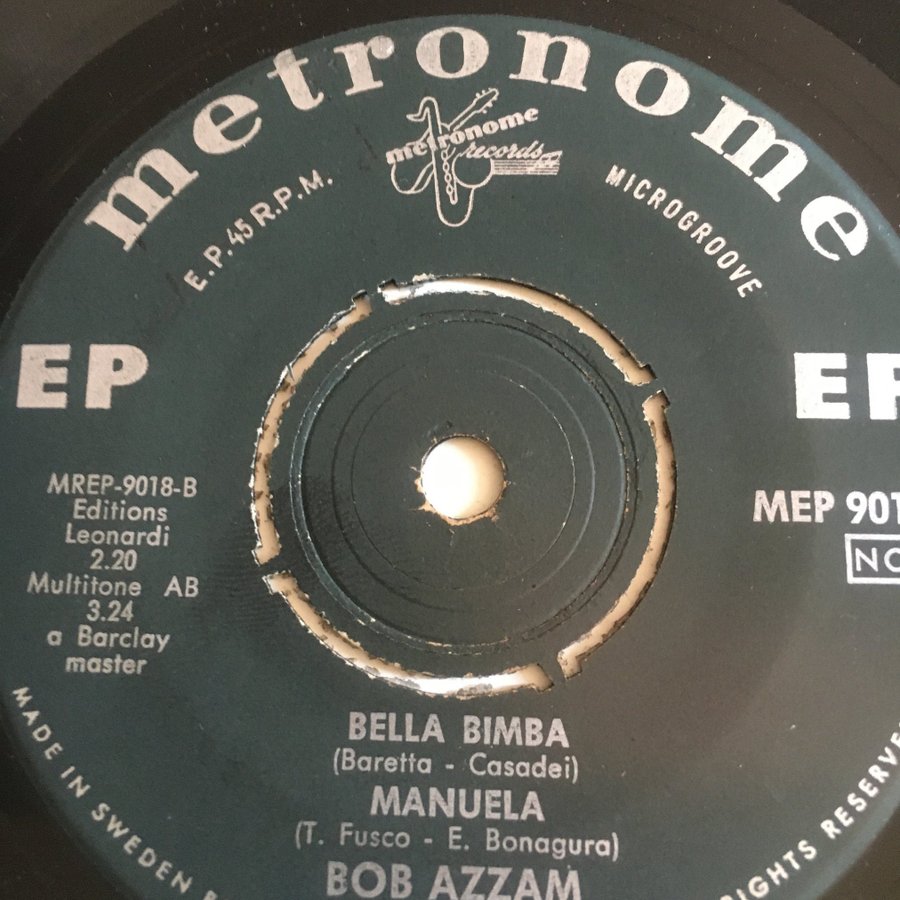 metronome
metronome
records
E.P. 45 R.P.M.
MICROGROOVE
EP
EP
MREP-9018-B
Editions
Leonardi
2.20
Multitone AB
3.24
a Barclay
master
MEP 901
BELLA BIMBA
(Baretta - Casadei)
MANUELA
(T. Fusco - E. Bonagura)
BOB AZZAM
MADE IN SWEDEN
RIGHTS RESERVE